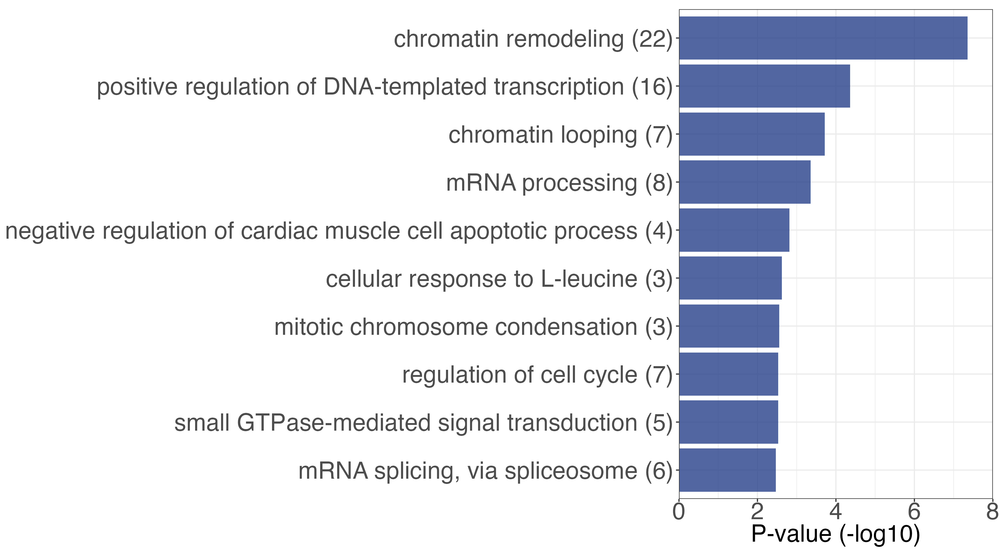 chromatin remodeling (22)
positive regulation of DNA-templated transcription (16)
chromatin looping (7)
mRNA processing (8)
negative regulation of cardiac muscle cell apoptotic process (4)
cellular response to L-leucine (3)
mitotic chromosome condensation (3)
regulation of cell cycle (7)
small GTPase-mediated signal transduction (5)
mRNA splicing, via spliceosome (6)
0 2 4 6 8
P-value (-log10)